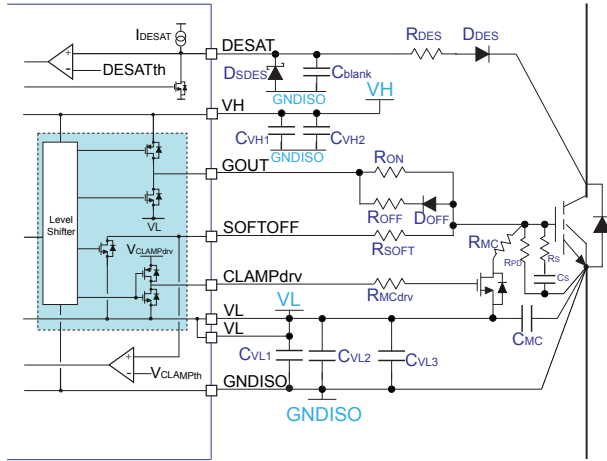 IDESAT
DESAT
RDES
DDES
DESATth
DSDES
Cblank
GNDISO
VH
VH
CVH1
CVH2
GNDISO
GOUT
RON
Level
Shifter
VL
ROFF
DOFF
SOFTOFF
RSOFT
RMC
RPD
RS
CS
VCLAMPdrv
CLAMPdrv
RMCdrv
VL
VL
VL
CMC
CVL1
CVL2
CVL3
VCLAMPth
GNDISO
GNDISO